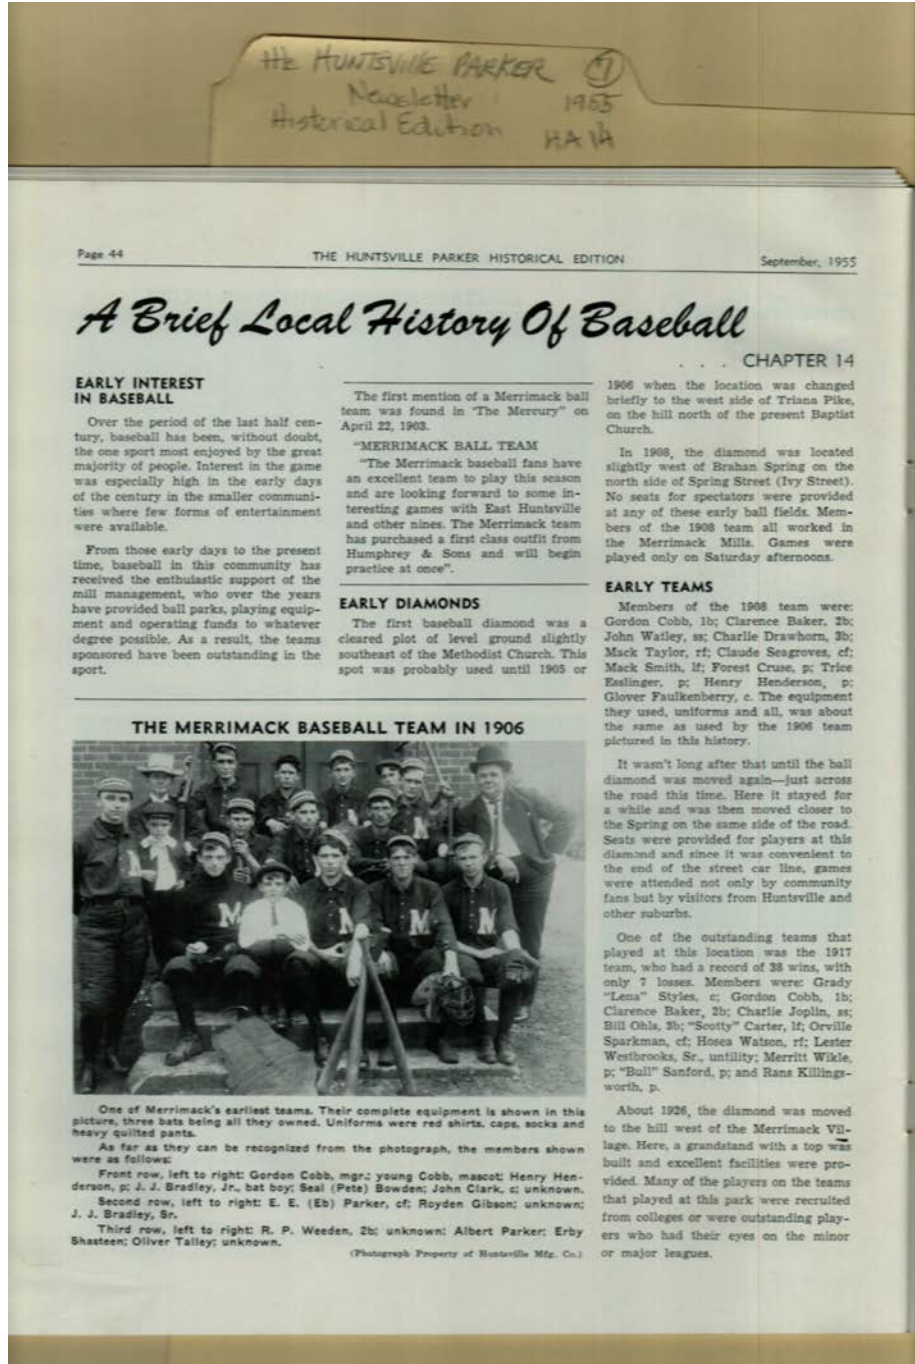 the HUNTSVILLE PARKER 7
Newsletter 1955
Historical Edition HA 14
Page 44
THE HUNTSVILLE PARKER HISTORICAL EDITION
September, 1955
A Brief Local History Of Baseball
. . . CHAPTER 14
EARLY INTEREST
IN BASEBALL
Over the period of the last half cen-
tury, baseball has been, without doubt,
the one sport most enjoyed by the great
majority of people. Interest in the game
was especially high in the early days
of the century in the smaller communi-
ties where few forms of entertainment
were available.
From those early days to the present
time, baseball in this community has
received the enthuiastic support of the
mill management, who over the years
have provided ball parks, playing equip-
ment and operating funds to whatever
degree possible. As a result, the teams
sponsored have been outstanding in the
sport.
The first mention of a Merrimack ball
team was found in "The Mercury" on
April 22, 1903.
"MERRIMACK BALL TEAM
"The Merrimack baseball fans have
an excellent team to play this season
and are looking forward to some in-
teresting games with East Huntsville
and other nines. The Merrimack team
has purchased a first class outfit from
Humphrey & Sons and will begin
practice at once".
EARLY DIAMONDS
The first baseball diamond was a
cleared plot of level ground slightly
southeast of the Methodist Church. This
spot was probably used until 1905 or
1906 when the location was changed
briefly to the west side of Triana Pike,
on the hill north of the present Baptist
Church.
In 1908, the diamond was located
slightly west of Brahan Spring on the
north side of Spring Street (Ivy Street).
No seats for spectators were provided
at any of these early ball fields. Mem-
bers of the 1908 team all worked in
the Merrimack Mills. Games were
played only on Saturday afternoons.
EARLY TEAMS
Members of the 1908 team were:
Gordon Cobb, 1b; Clarence Baker, 2b;
John Watley, ss; Charlie Drawhorn, 3b;
Mack Taylor, rf; Claude Seagroves, cf;
Mack Smith, lf; Forest Cruse, p; Trice
Esslinger, p; Henry Henderson, p;
Glover Faulkenberry, c. The equipment
they used, uniforms and all, was about
the same as used by the 1906 team
pictured in this history.
It wasn't long after that until the ball
diamond was moved again—just across
the road this time. Here it stayed for
a while and was then moved closer to
the Spring on the same side of the road.
Seats were provided for players at this
diamond and since it was convenient to
the end of the street car line, games
were attended not only by community
fans but by visitors from Huntsville and
other suburbs.
One of the outstanding teams that
played at this location was the 1917
team, who had a record of 38 wins, with
only 7 losses. Members were: Grady
"Lena" Styles, c; Gordon Cobb, 1b;
Clarence Baker, 2b; Charlie Joplin, ss;
Bill Ohls, 3b; "Scotty" Carter, lf; Orville
Sparkman, cf; Hosea Watson, rf; Lester
Westbrooks, Sr., untility; Merritt Wikle,
p; "Bull" Sanford, p; and Rans Killings-
worth, p.
About 1926, the diamond was moved
to the hill west of the Merrimack Vil-
lage. Here, a grandstand with a top was
built and excellent facilities were pro-
vided. Many of the players on the teams
that played at this park were recruited
from colleges or were outstanding play-
ers who had their eyes on the minor
or major leagues.
THE MERRIMACK BASEBALL TEAM IN 1906
M M M M
One of Merrimack's earliest teams. Their complete equipment is shown in this
picture, three bats being all they owned. Uniforms were red shirts, caps, socks and
heavy quilted pants.
As far as they can be recognized from the photograph, the members shown
were as follows:
Front row, left to right: Gordon Cobb, mgr.; young Cobb, mascot; Henry Hen-
derson, p; J. J. Bradley, Jr., bat boy; Seal (Pete) Bowden; John Clark, c; unknown.
Second row, left to right: E. E. (Eb) Parker, cf; Royden Gibson; unknown;
J. J. Bradley, Sr.
Third row, left to right: R. P. Weeden, 2b; unknown; Albert Parker; Erby
Shasteen; Oliver Talley; unknown.
(Photograph Property of Huntsville Mfg. Co.)